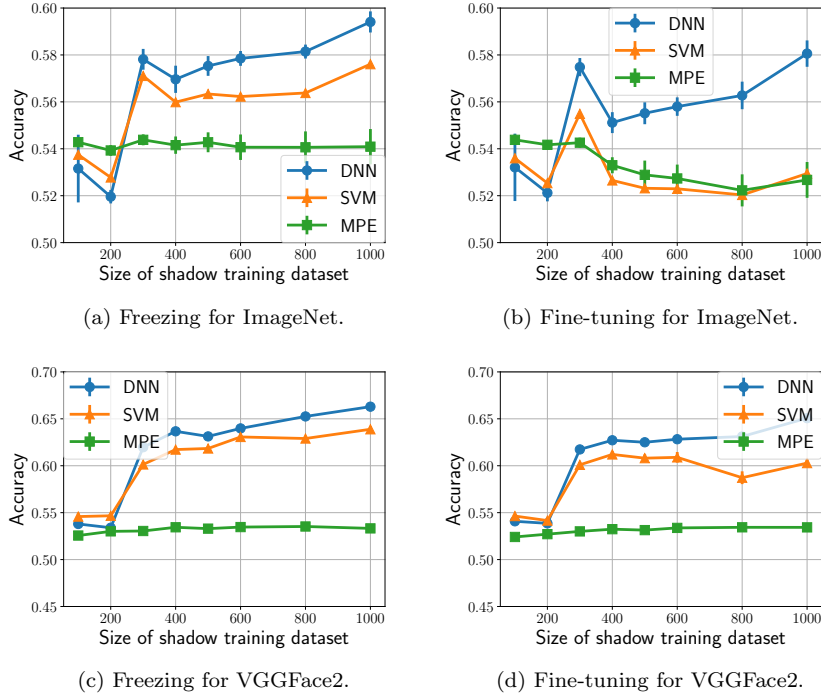 0.60
0.58
0.56
0.54
0.52
0.50
Accuracy
200 400 600 800 1000
Size of shadow training dataset
DNN
SVM
MPE
(a) Freezing for ImageNet.
0.60
0.58
0.56
0.54
0.52
0.50
Accuracy
200 400 600 800 1000
Size of shadow training dataset
DNN
SVM
MPE
(b) Fine-tuning for ImageNet.
0.70
0.65
0.60
0.55
0.50
0.45
Accuracy
200 400 600 800 1000
Size of shadow training dataset
DNN
SVM
MPE
(c) Freezing for VGGFace2.
0.70
0.65
0.60
0.55
0.50
0.45
Accuracy
200 400 600 800 1000
Size of shadow training dataset
DNN
SVM
MPE
(d) Fine-tuning for VGGFace2.